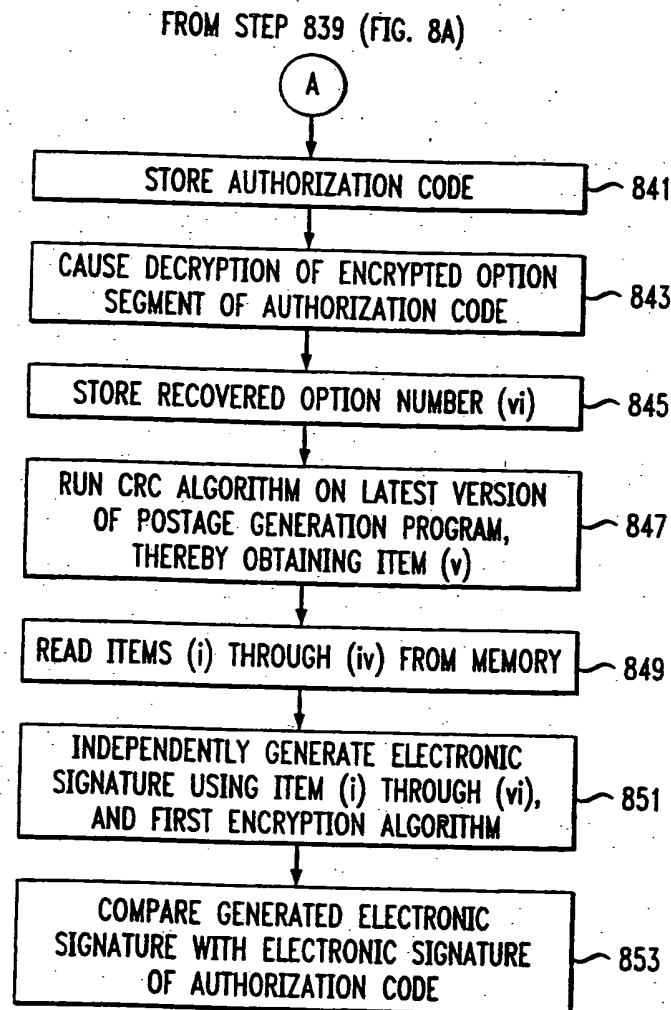 FROM STEP 839 (FIG. 8A)
A
STORE AUTHORIZATION CODE
841
CAUSE DECRYPTION OF ENCRYPTED OPTION
SEGMENT OF AUTHORIZATION CODE
843
STORE RECOVERED OPTION NUMBER (vi)
845
RUN CRC ALGORITHM ON LATEST VERSION
OF POSTAGE GENERATION PROGRAM,
THEREBY OBTAINING ITEM (v)
847
READ ITEMS (i) THROUGH (iv) FROM MEMORY
849
INDEPENDENTLY GENERATE ELECTRONIC
SIGNATURE USING ITEM (i) THROUGH (vi),
AND FIRST ENCRYPTION ALGORITHM
851
COMPARE GENERATED ELECTRONIC
SIGNATURE WITH ELECTRONIC SIGNATURE
OF AUTHORIZATION CODE
853